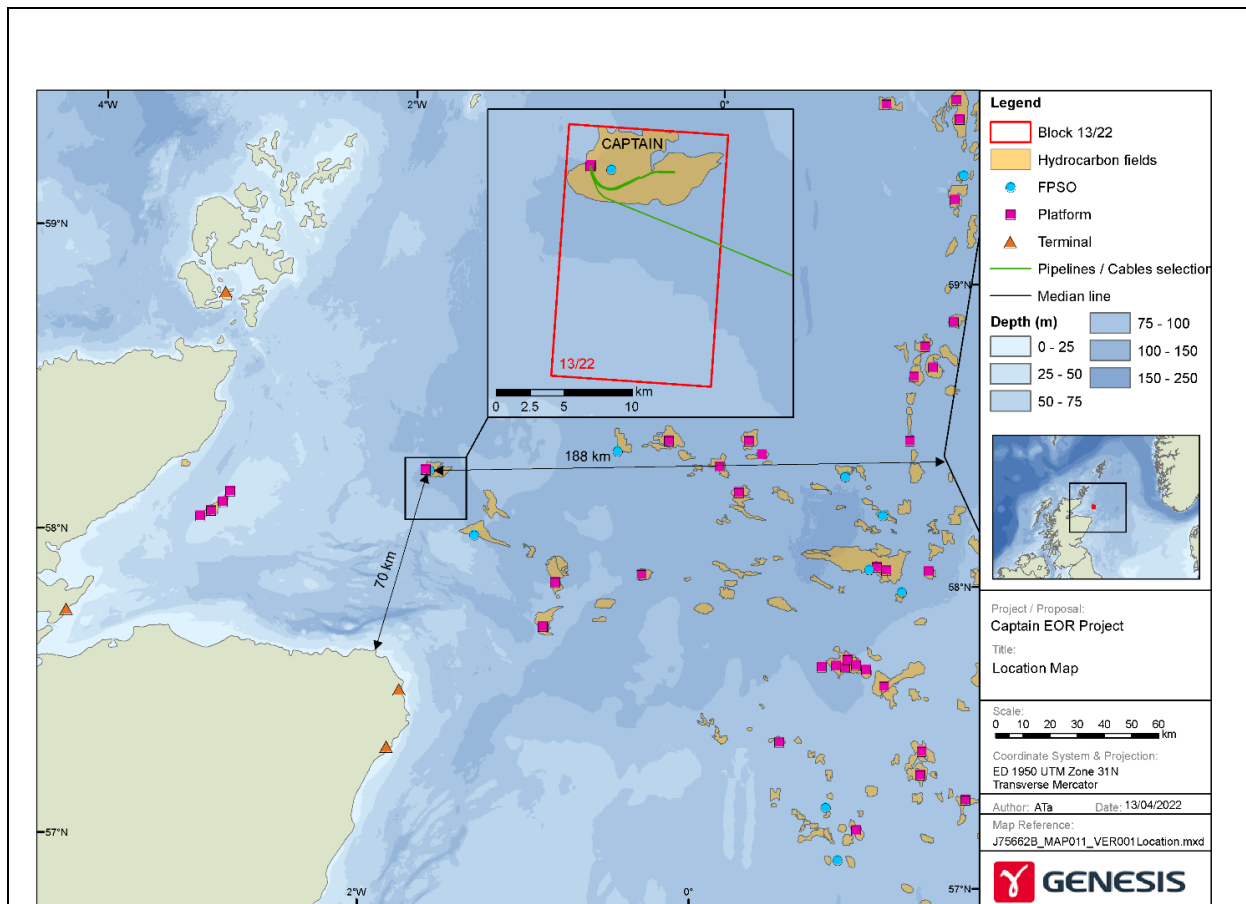 4°W
2°W
0°
59°N
58°N
57°N
CAPTAIN
13/22
km
0 2.5 5 10
188 km
70 km
59°N
58°N
57°N
2°W
0°
Legend
Block 13/22
Hydrocarbon fields
FPSO
Platform
Terminal
Pipelines / Cables selection
Median line
Depth (m)
0 - 25
25 - 50
50 - 75
75 - 100
100 - 150
150 - 250
Project / Proposal:
Captain EOR Project
Title:
Location Map
Scale:
0 10 20 30 40 50 60
km
Coordinate System & Projection:
ED 1950 UTM Zone 31N
Transverse Mercator
Author: ATa Date: 13/04/2022
Map Reference:
J75662B_MAP011_VER001Location.mxd
GENESIS